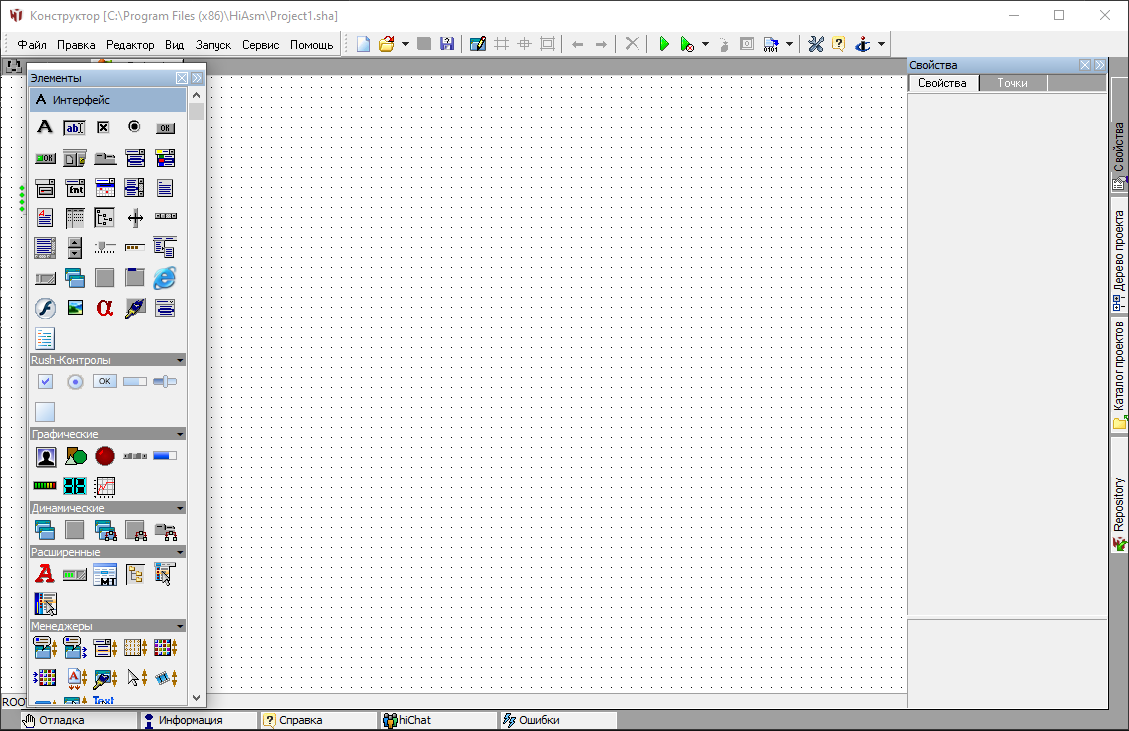 Конструктор [C:\Program Files (x86)\HiAsm\Project1.sha]
Файл Правка Редактор Вид Запуск Сервис Помощь
Элементы
Интерфейс
Rush-Контролы
Графические
Динамические
Расширенные
Менеджеры
Свойства
Свойства Точки
Свойства
Дерево проекта
Каталог проектов
Repository
ROO
Отладка Информация Справка hiChat Ошибки